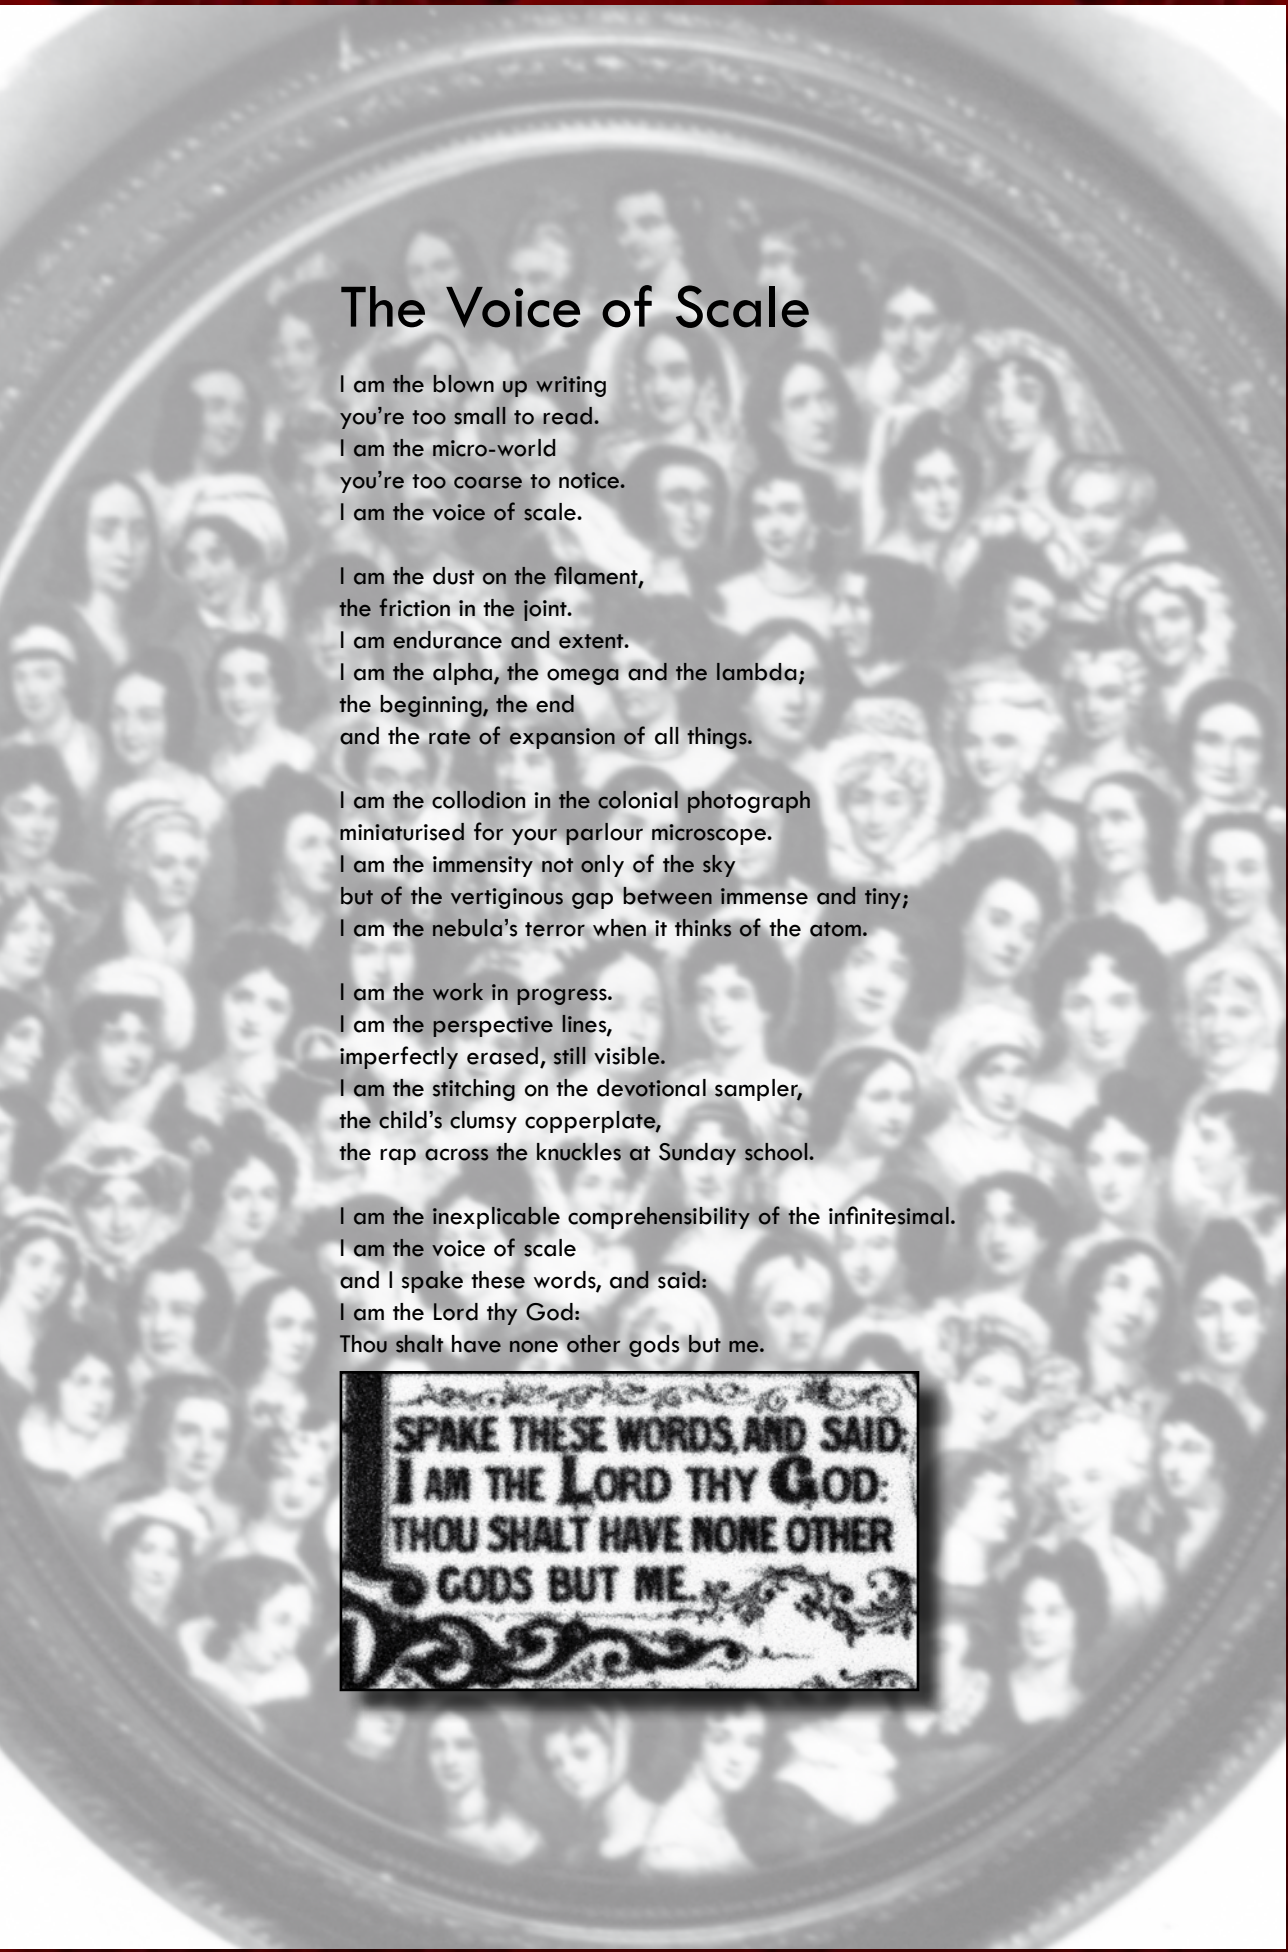 The Voice of Scale
I am the blown up writing
you're too small to read.
I am the micro-world
you're too coarse to notice.
I am the voice of scale.
I am the dust on the filament,
the friction in the joint.
I am endurance and extent.
I am the alpha, the omega and the lambda;
the beginning, the end
and the rate of expansion of all things.
I am the collodion in the colonial photograph
miniaturised for your parlour microscope.
I am the immensity not only of the sky
but of the vertiginous gap between immense and tiny;
I am the nebula's terror when it thinks of the atom.
I am the work in progress.
I am the perspective lines,
imperfectly erased, still visible.
I am the stitching on the devotional sampler,
the child's clumsy copperplate,
the rap across the knuckles at Sunday school.
I am the inexplicable comprehensibility of the infinitesimal.
I am the voice of scale
and I spake these words, and said:
I am the Lord thy God:
Thou shalt have none other gods but me.
SPAKE THESE WORDS, AND SAID;
I AM THE LORD THY GOD:
THOU SHALT HAVE NONE OTHER
GODS BUT ME.